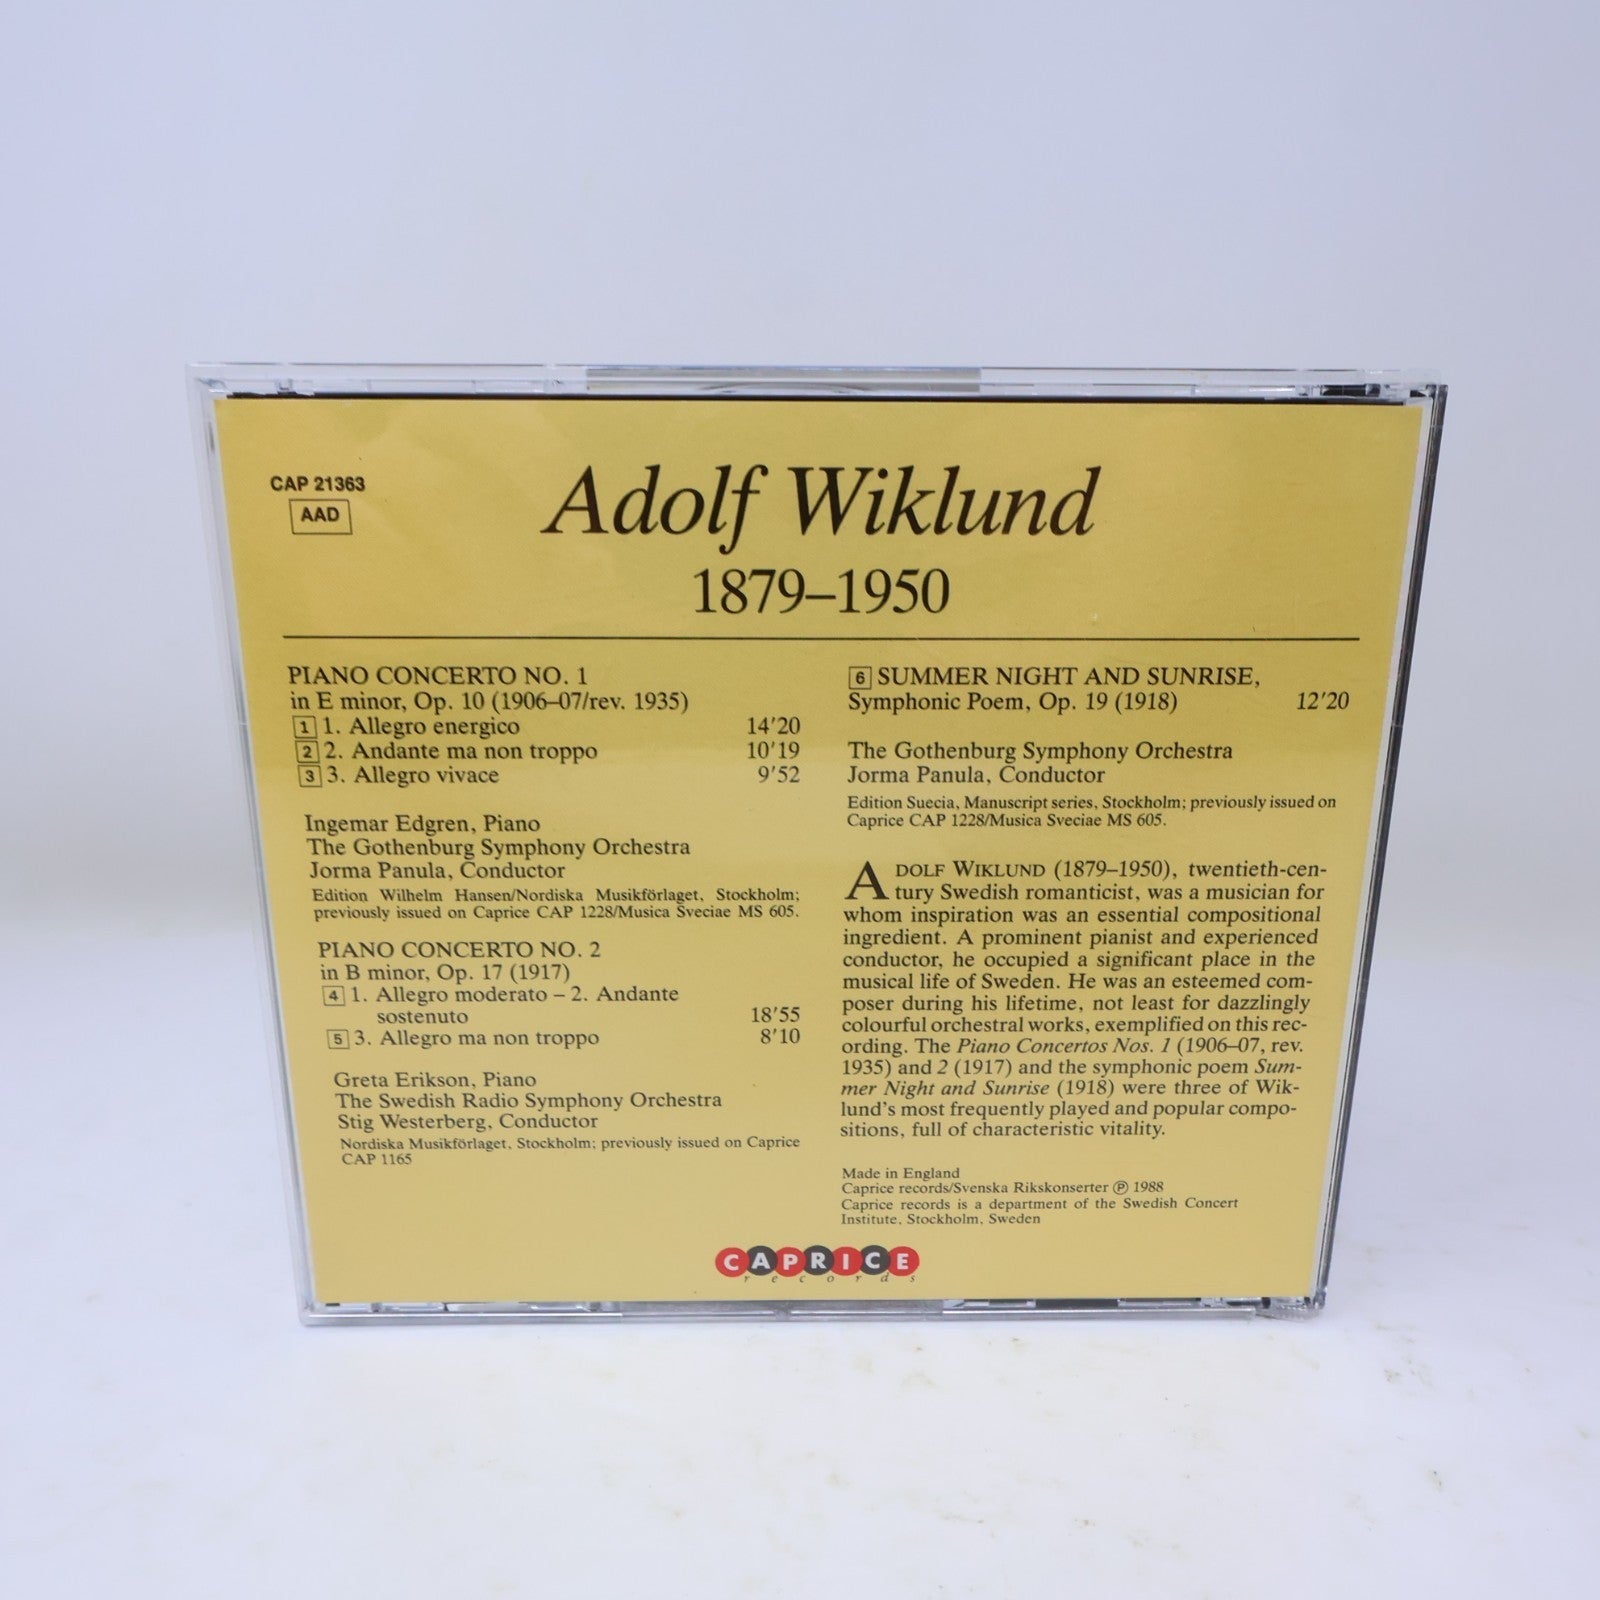 CAP 21363
AAD
Adolf Wiklund
1879–1950
PIANO CONCERTO NO. 1
in E minor, Op. 10 (1906–07/rev. 1935)
1 1. Allegro energico 14'20
2 2. Andante ma non troppo 10'19
3 3. Allegro vivace 9'52
Ingemar Edgren, Piano
The Gothenburg Symphony Orchestra
Jorma Panula, Conductor
Edition Wilhelm Hansen/Nordiska Musikförlaget, Stockholm;
previously issued on Caprice CAP 1228/Musica Sveciae MS 605.
PIANO CONCERTO NO. 2
in B minor, Op. 17 (1917)
4 1. Allegro moderato – 2. Andante
sostenuto 18'55
5 3. Allegro ma non troppo 8'10
Greta Erikson, Piano
The Swedish Radio Symphony Orchestra
Stig Westerberg, Conductor
Nordiska Musikförlaget, Stockholm; previously issued on Caprice
CAP 1165
6 SUMMER NIGHT AND SUNRISE,
Symphonic Poem, Op. 19 (1918) 12'20
The Gothenburg Symphony Orchestra
Jorma Panula, Conductor
Edition Suecia, Manuscript series, Stockholm; previously issued on
Caprice CAP 1228/Musica Sveciae MS 605.
ADOLF WIKLUND (1879–1950), twentieth-cen-
tury Swedish romanticist, was a musician for
whom inspiration was an essential compositional
ingredient. A prominent pianist and experienced
conductor, he occupied a significant place in the
musical life of Sweden. He was an esteemed com-
poser during his lifetime, not least for dazzlingly
colourful orchestral works, exemplified on this rec-
ording. The Piano Concertos Nos. 1 (1906–07, rev.
1935) and 2 (1917) and the symphonic poem Sum-
mer Night and Sunrise (1918) were three of Wik-
lund's most frequently played and popular compo-
sitions, full of characteristic vitality.
Made in England
Caprice records/Svenska Rikskonserter ℗ 1988
Caprice records is a department of the Swedish Concert
Institute, Stockholm, Sweden
CAPRICE
records